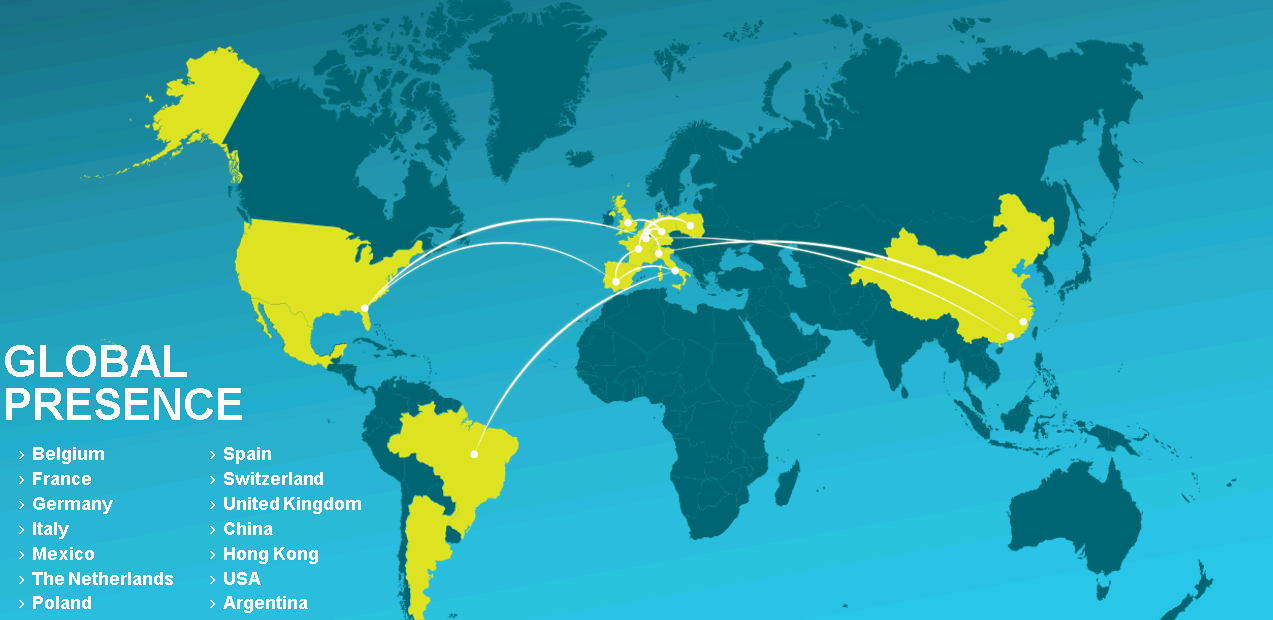 GLOBAL
PRESENCE
› Belgium
› France
› Germany
› Italy
› Mexico
› The Netherlands
› Poland
› Spain
› Switzerland
› United Kingdom
› China
› Hong Kong
› USA
› Argentina